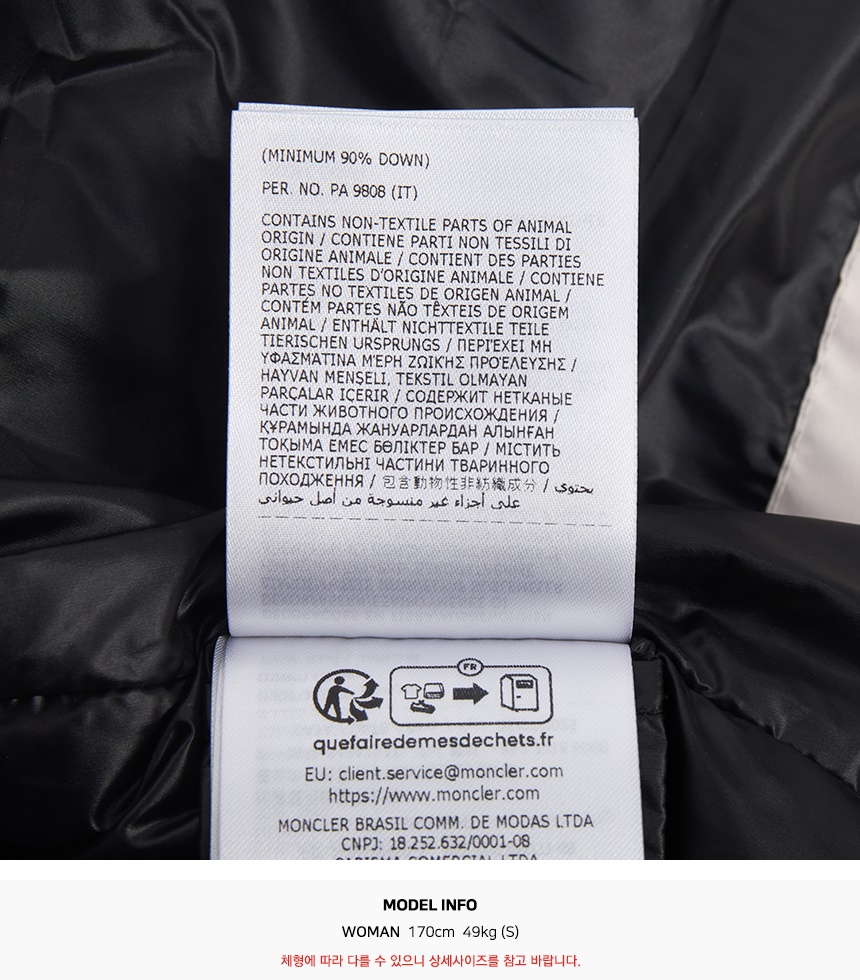 (MINIMUM 90% DOWN)
PER. NO. PA 9808 (IT)
CONTAINS NON-TEXTILE PARTS OF ANIMAL
ORIGIN / CONTIENE PARTI NON TESSILI DI
ORIGINE ANIMALE / CONTIENT DES PARTIES
NON TEXTILES D'ORIGINE ANIMALE / CONTIENE
PARTES NO TEXTILES DE ORIGEN ANIMAL /
CONTÉM PARTES NÃO TÊXTEIS DE ORIGEM
ANIMAL / ENTHÄLT NICHTTEXTILE TEILE
TIERISCHEN URSPRUNGS / ΠΕΡΙΈΧΕΙ ΜΗ
ΥΦΑΣΜΆΤΙΝΑ ΜΈΡΗ ΖΩΙΚΉΣ ΠΡΟΈΛΕΥΣΗΣ /
HAYVAN MENŞELİ, TEKSTIL OLMAYAN
PARÇALAR IÇERIR / СОДЕРЖИТ НЕТКАНЫЕ
ЧАСТИ ЖИВОТНОГО ПРОИСХОЖДЕНИЯ /
ҚҰРАМЫНДА ЖАНУАРЛАРДАН АЛЫНҒАН
ТОҚЫМА ЕМЕС БӨЛІКТЕР БАР / МІСТИТЬ
НЕТЕКСТИЛЬНІ ЧАСТИНИ ТВАРИННОГО
ПОХОДЖЕННЯ / 包含動物性非紡織成分 / يحتوي
على أجزاء غير منسوجة من أصل حيواني
FR
quefairedemesdechets.fr
EU: client.service@moncler.com
https://www.moncler.com
MONCLER BRASIL COMM. DE MODAS LTDA
CNPJ: 18.252.632/0001-08
MODEL INFO
WOMAN 170cm 49kg (S)
체형에 따라 다를 수 있으니 상세사이즈를 참고 바랍니다.